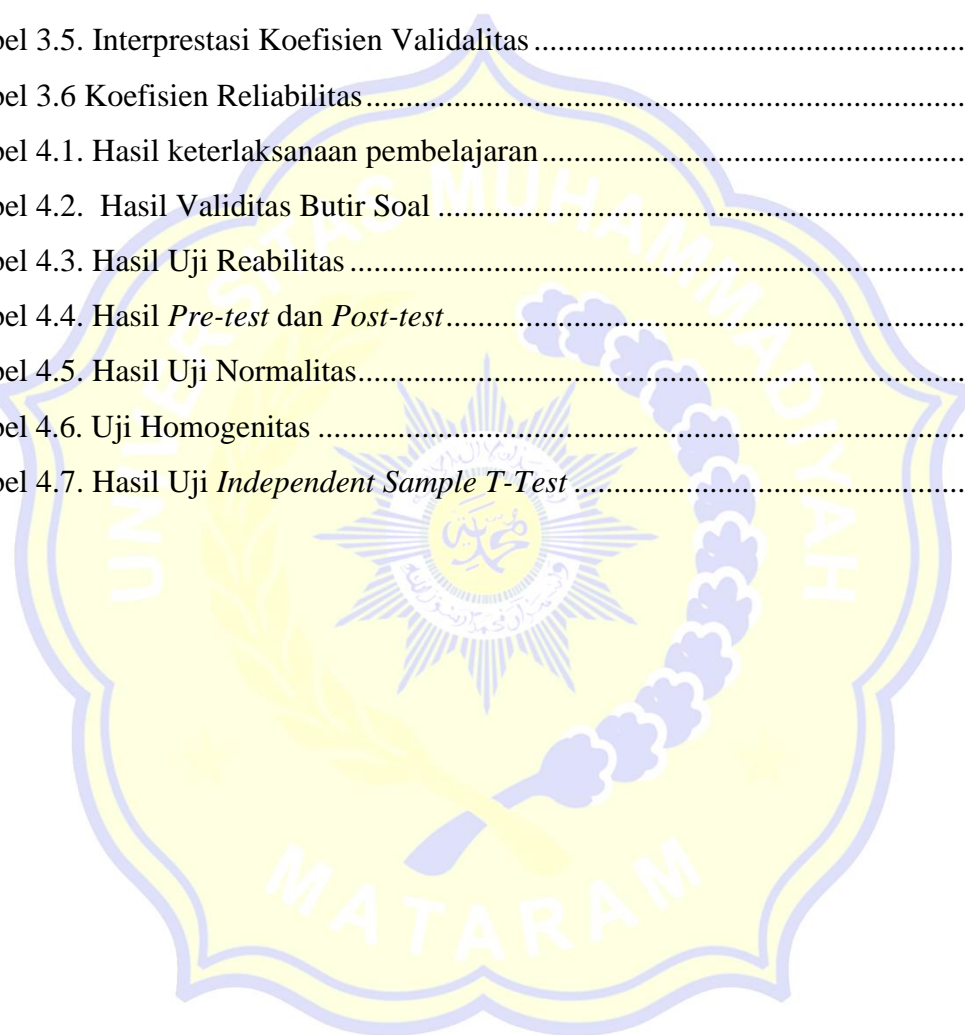 bel 3.5. Interprestasi Koefisien Validalitas ........................................................
bel 3.6 Koefisien Reliabilitas ........................................................
bel 4.1. Hasil keterlaksanaan pembelajaran ........................................................
bel 4.2. Hasil Validitas Butir Soal ........................................................
bel 4.3. Hasil Uji Reabilitas ........................................................
bel 4.4. Hasil Pre-test dan Post-test ........................................................
bel 4.5. Hasil Uji Normalitas ........................................................
bel 4.6. Uji Homogenitas ........................................................
bel 4.7. Hasil Uji Independent Sample T-Test ........................................................
UNIVERSITAS MUHAMMADIYAH
MATARAM